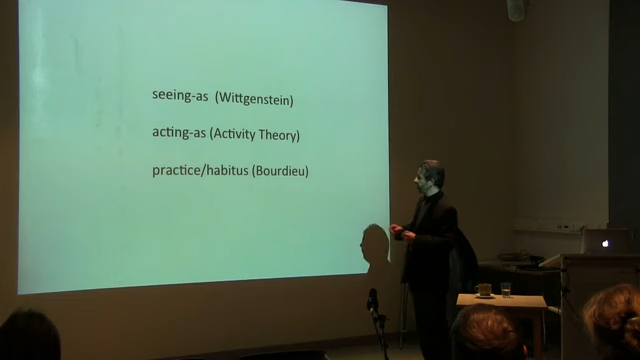 seeing-as (Wittgenstein)
acting-as (Activity Theory)
practice/habitus (Bourdieu)